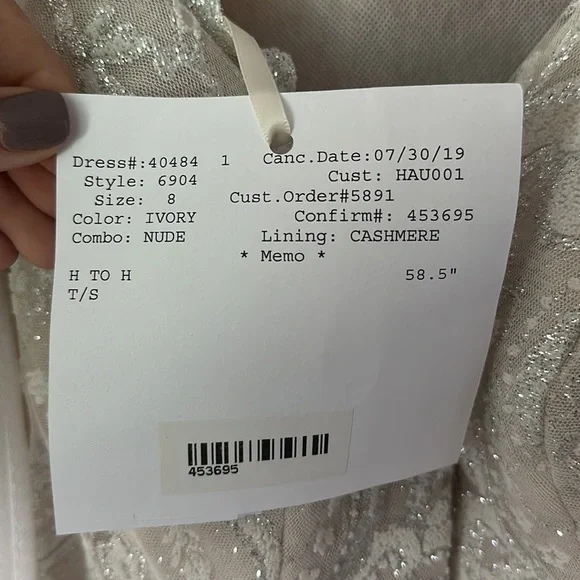 Dress#:40484 1 Canc.Date:07/30/19
Style: 6904 Cust: HAU001
Size: 8 Cust.Order#5891
Color: IVORY Confirm#: 453695
Combo: NUDE Lining: CASHMERE
* Memo *
H TO H 58.5"
T/S
453695